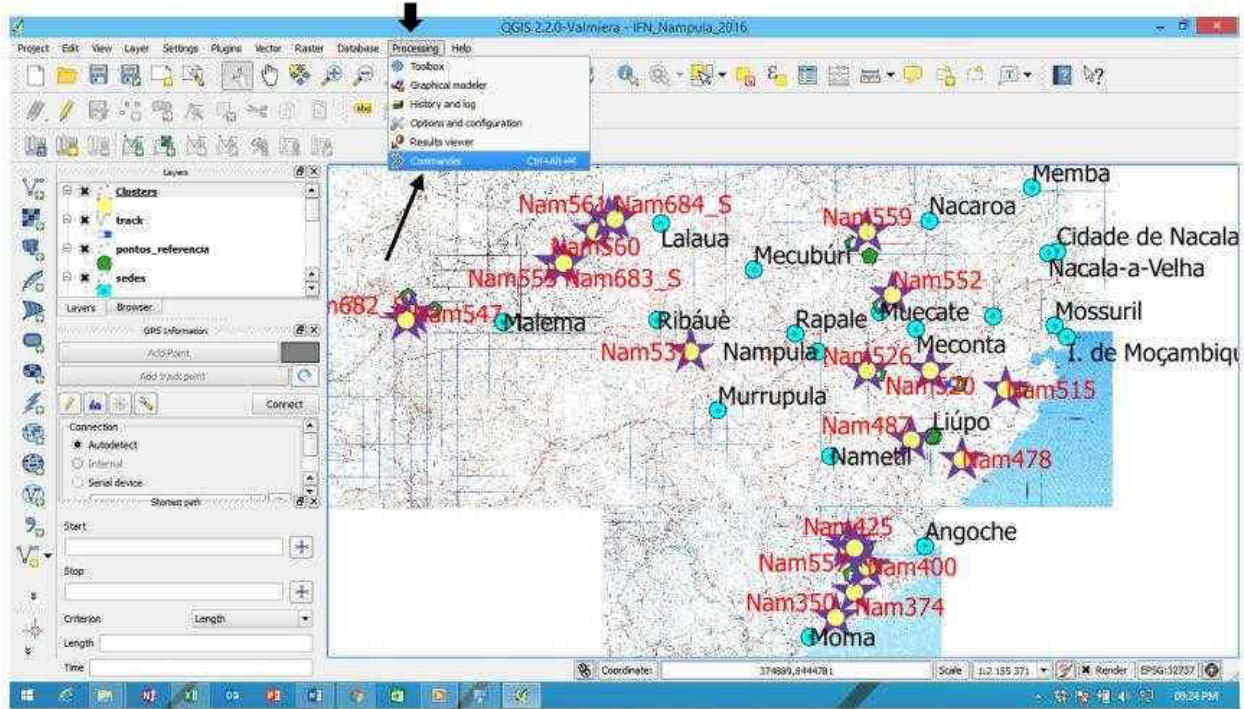 QGIS 2.2.0-Valmiera - IFN_Nampula_2016
Project Edit View Layer Settings Plugins Vector Raster Database Processing Help
Toolbox
Graphical modeler
History and log
Options and configuration
Results viewer
Commander Ctrl+Alt+M
Layers
Clusters
track
pontos_referencia
sedes
Layers Browser
GPS Information
Add Point
Add track point
Connect
Connection
Autodetect
Internal
Serial device
Shortest path
Start
Stop
Criterion Length
Length
Time
Memba
Nam561 Nam684_S
Nam559
Nacaroa
Lalaua
Nam560
Mecubúri
Cidade de Nacala
Nam555 Nam683_S
Nam552
Nacala-a-Velha
Nam547
Malema
Ribáuè
Rapale
Muecate
Mossuril
Nampula
Meconta
I. de Moçambiqu
Nam526
Nam520
Nam515
Murrupula
Nam487
Liúpo
Nametil
Nam478
Nam425
Angoche
Nam400
Nam350
Nam374
Moma
Coordinate: 374889,8444781 Scale 1:2 155 371 Render EPSG:32737
09:24 PM